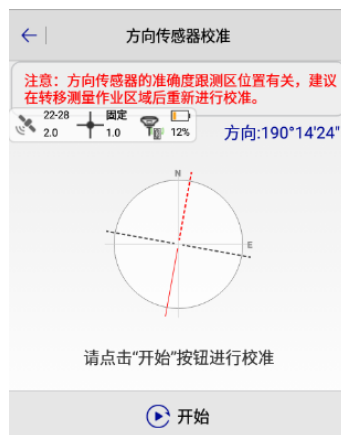 方向传感器校准
注意：方向传感器的准确度跟测区位置有关，建议
在转移测量作业区域后重新进行校准。
22-28 固定
2.0 1.0 12%
方向:190°14'24"
N
E
请点击“开始”按钮进行校准
开始